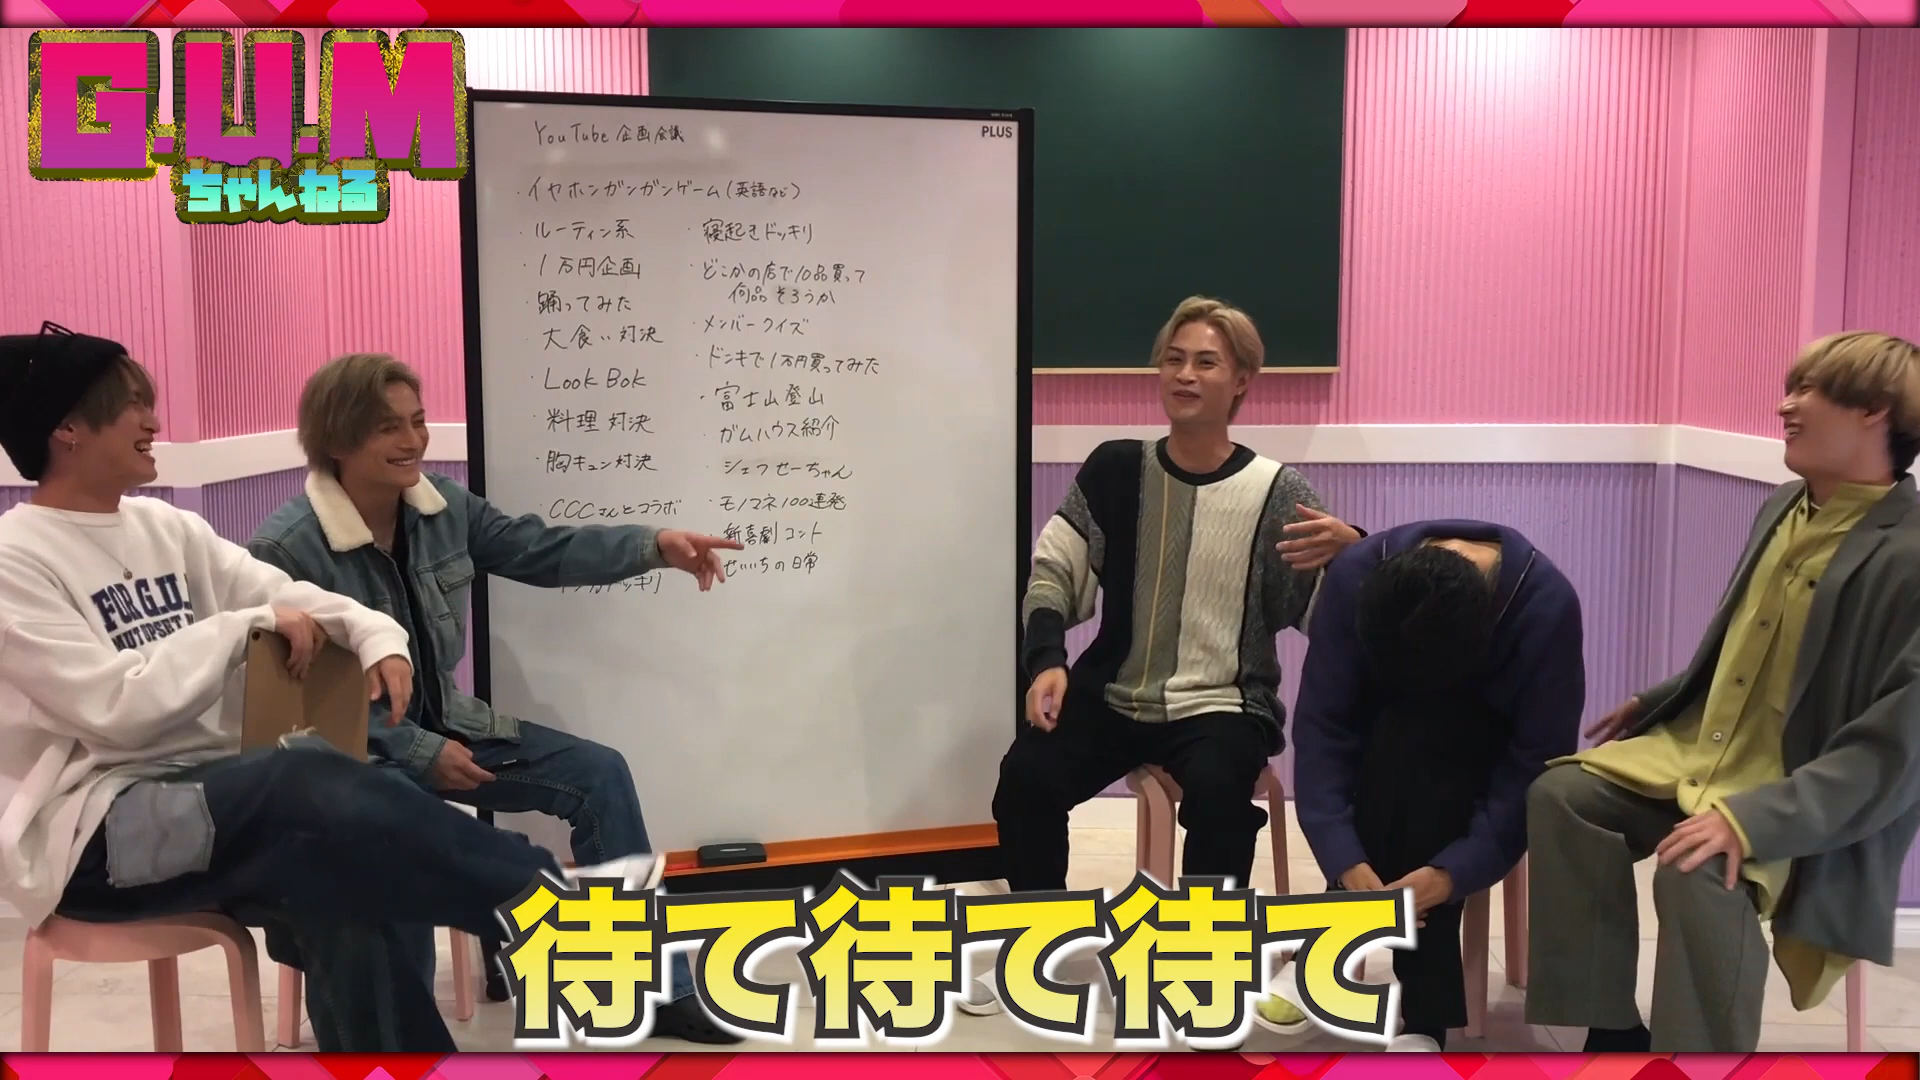 G.U.M
ちゃんねる
PLUS
YouTube 企画会議
・イヤホンガンガンゲーム(英語など)
・ルーティン系
・1万円企画
・踊ってみた
大食い対決
・Look Bok
・料理対決
・胸キュン対決
・CCCさんとコラボ
ドッキリ
・寝起きドッキリ
・どこかの店で10品買って
何品そろうか
・メンバークイズ
・ドンキで1万円買ってみた
・富士山登山
・ガムハウス紹介
・シェフせーちゃん
・モノマネ100連発
・新喜劇コント
せいいちの日常
FOR G.U.
待て待て待て